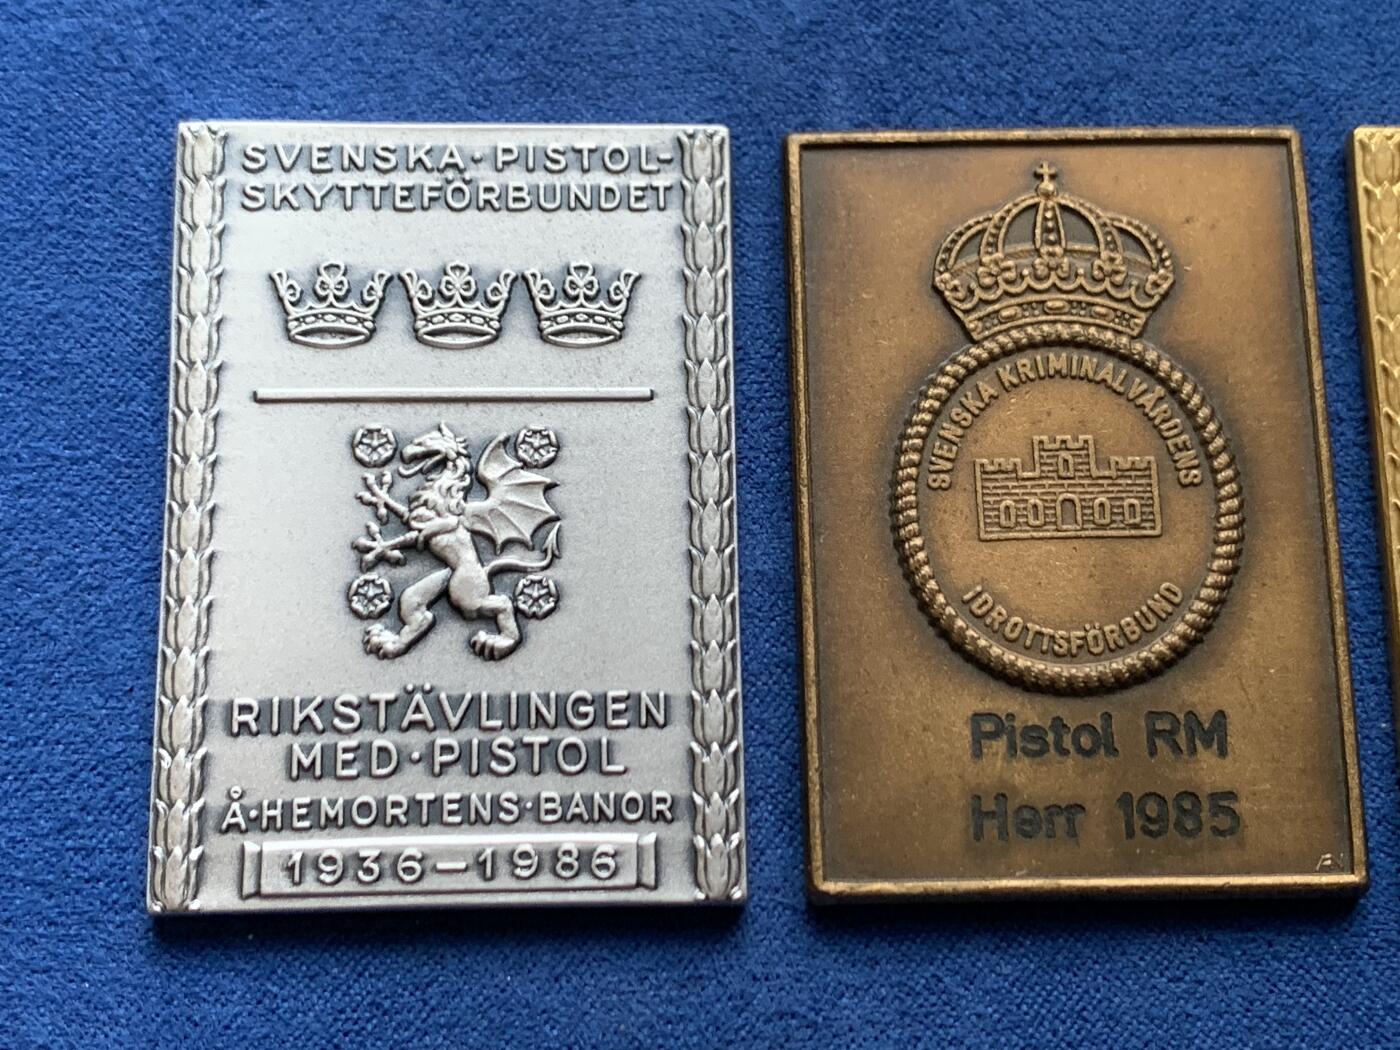 SVENSKA·PISTOL-
SKYTTEFÖRBUNDET
RIKSTÄVLINGEN
MED·PISTOL
Å·HEMORTENS·BANOR
1936–1986
SVENSKA KRIMINALVÅRDENS
IDROTTSFÖRBUND
Pistol RM
Herr 1985